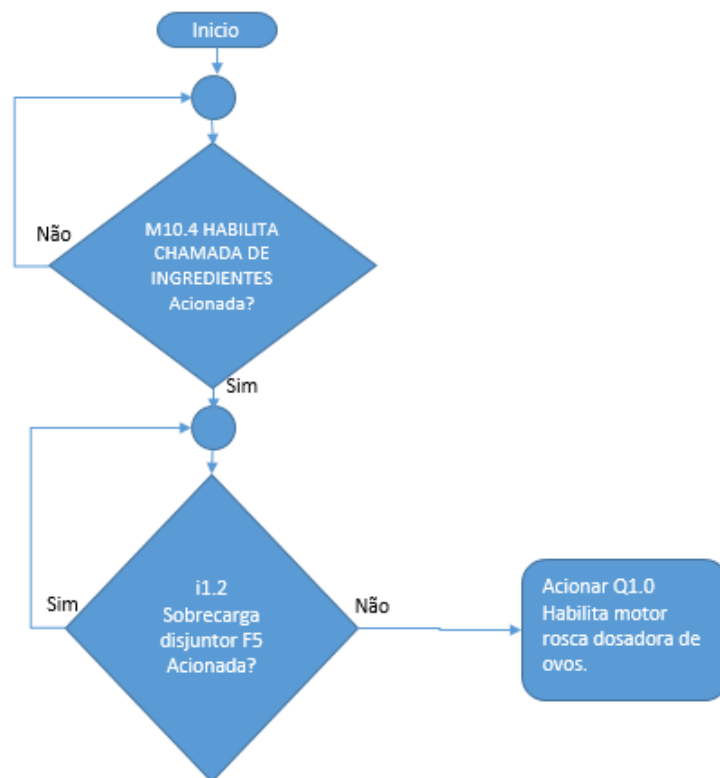 Inicio
Não
M10.4 HABILITA
CHAMADA DE
INGREDIENTES
Acionada?
Sim
Sim
i1.2
Sobrecarga
disjuntor F5
Acionada?
Não
Acionar Q1.0
Habilita motor
rosca dosadora de
ovos.